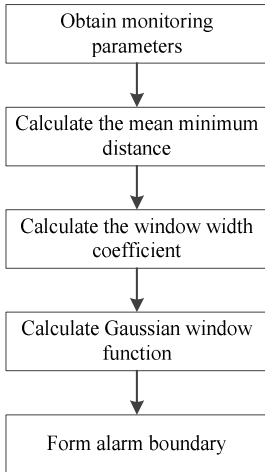 Obtain monitoring
parameters
Calculate the mean minimum
distance
Calculate the window width
coefficient
Calculate Gaussian window
function
Form alarm boundary